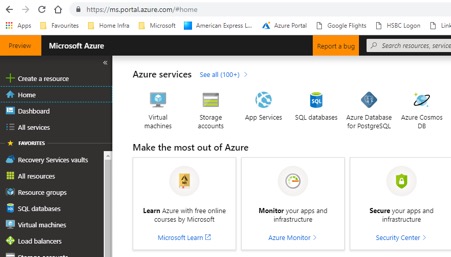 https://ms.portal.azure.com/#home
Apps Favourites Home Infra Microsoft American Express L... Azure Portal Google Flights HSBC Logon LinkedIn
Preview Microsoft Azure Report a bug Search resources, service
«
Create a resource
Home
Dashboard
All services
FAVORITES
Recovery Services vaults
All resources
Resource groups
SQL databases
Virtual machines
Load balancers
Storage accounts
Azure services See all (100+)
Virtual machines
Storage accounts
App Services
SQL
SQL databases
Azure Database for PostgreSQL
Azure Cosmos DB
Make the most out of Azure
Learn Azure with free online
courses by Microsoft
Microsoft Learn
Monitor your apps and
infrastructure
Azure Monitor
Secure your apps and
infrastructure
Security Center